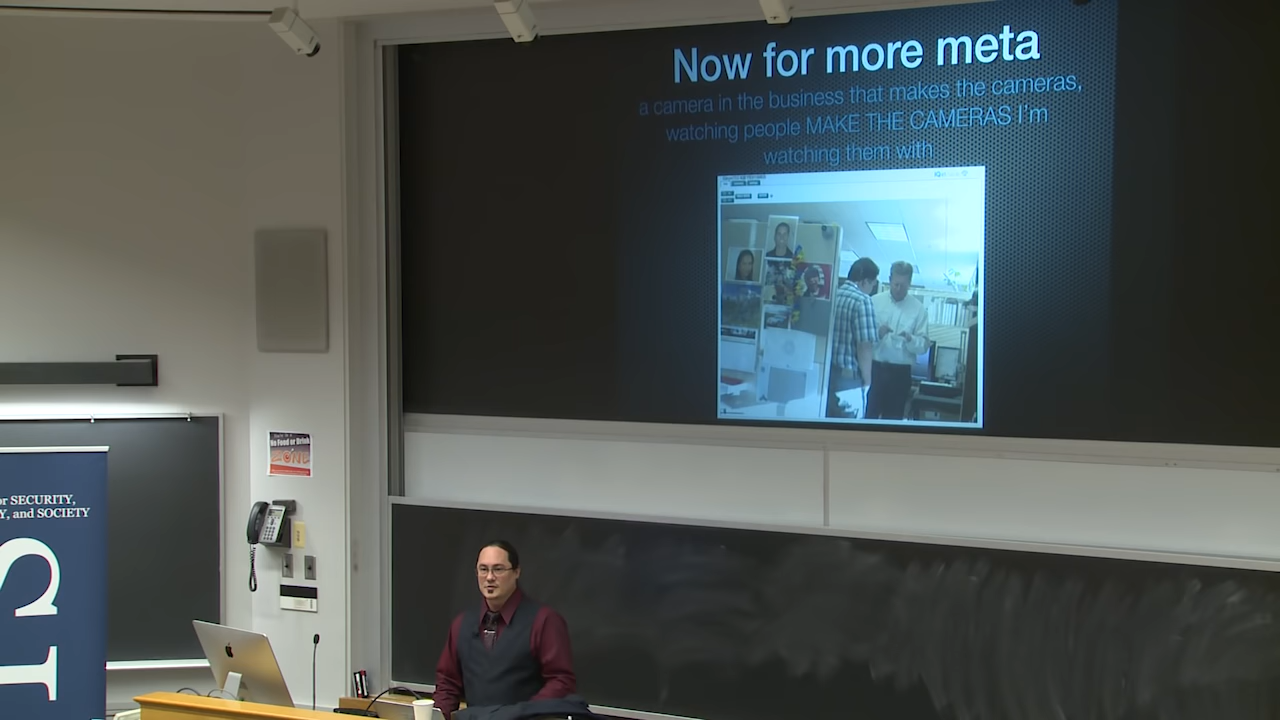 Now for more meta
a camera in the business that makes the cameras,
watching people MAKE THE CAMERAS I'm
watching them with
No Food or Drink
ZONE
or SECURITY,
Y, and SOCIETY
IS